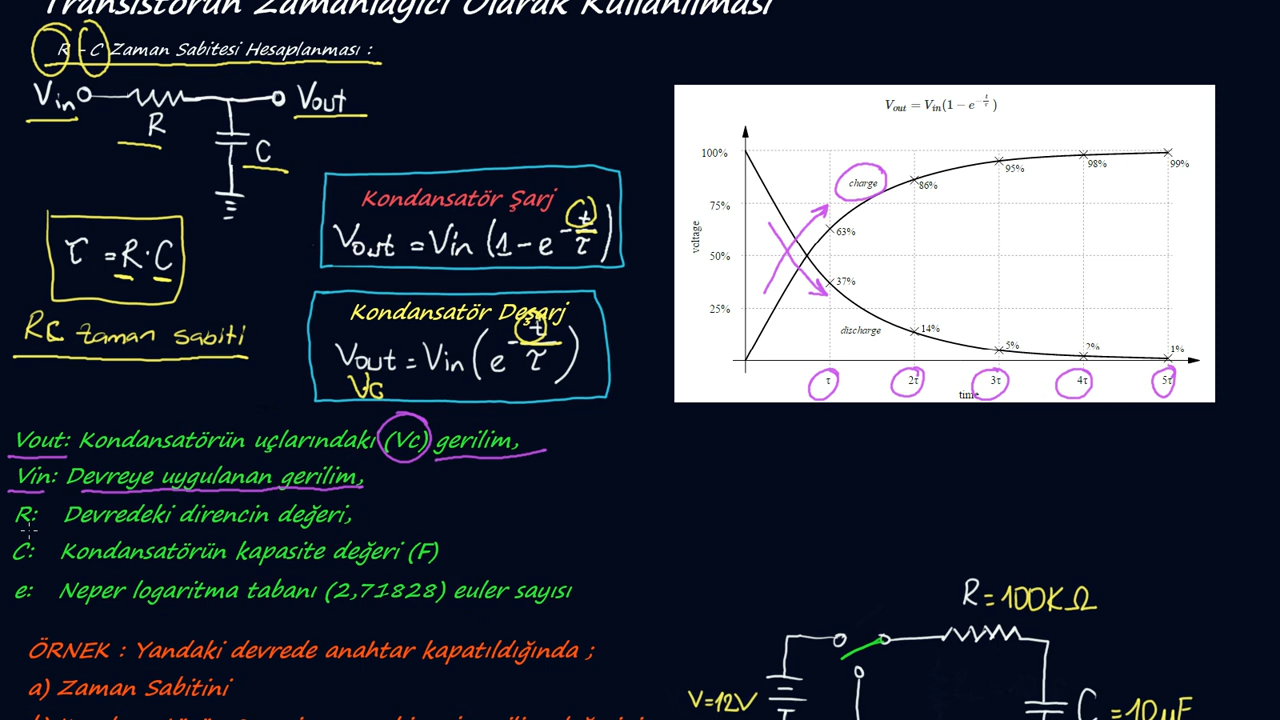 Transistörün Zamanlayıcı Olarak Kullanılması
R - C Zaman Sabitesi Hesaplanması :
Vin
Vout
R
C
τ = R.C
RC zaman sabiti
Kondansatör Şarj
Vout = Vin (1 - e^-t/τ)
Kondansatör Deşarj
Vout = Vin (e^-t/τ)
Vc
Vout = Vin(1 − e^−t/τ)
100%
75%
50%
25%
voltage
charge
discharge
63%
86%
95%
98%
99%
37%
14%
5%
2%
1%
τ
2τ
3τ
4τ
5τ
time
Vout: Kondansatörün uçlarındaki (Vc) gerilim,
Vin: Devreye uygulanan gerilim,
R: Devredeki direncin değeri,
C: Kondansatörün kapasite değeri (F)
e: Neper logaritma tabanı (2,71828) euler sayısı
ÖRNEK : Yandaki devrede anahtar kapatıldığında ;
a) Zaman Sabitini
R = 100KΩ
V=12V
C = 10µF